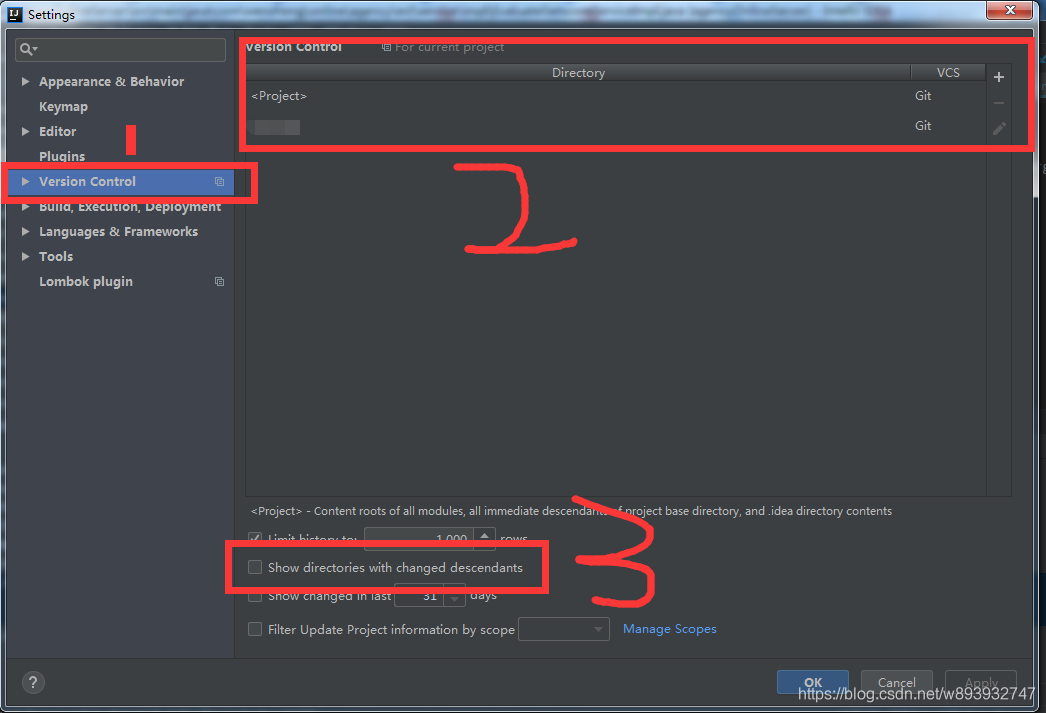 Settings
Version Control For current project
Directory VCS
<Project> Git
Git
Appearance & Behavior
Keymap
Editor
Plugins
Version Control
Build, Execution, Deployment
Languages & Frameworks
Tools
Lombok plugin
1
2
<Project> - Content roots of all modules, all immediate descendants of project base directory, and .idea directory contents
Limit history to: 1,000 rows
Show directories with changed descendants
3
Show changed in last 31 days
Filter Update Project information by scope Manage Scopes
? OK Cancel Apply
https://blog.csdn.net/w893932747